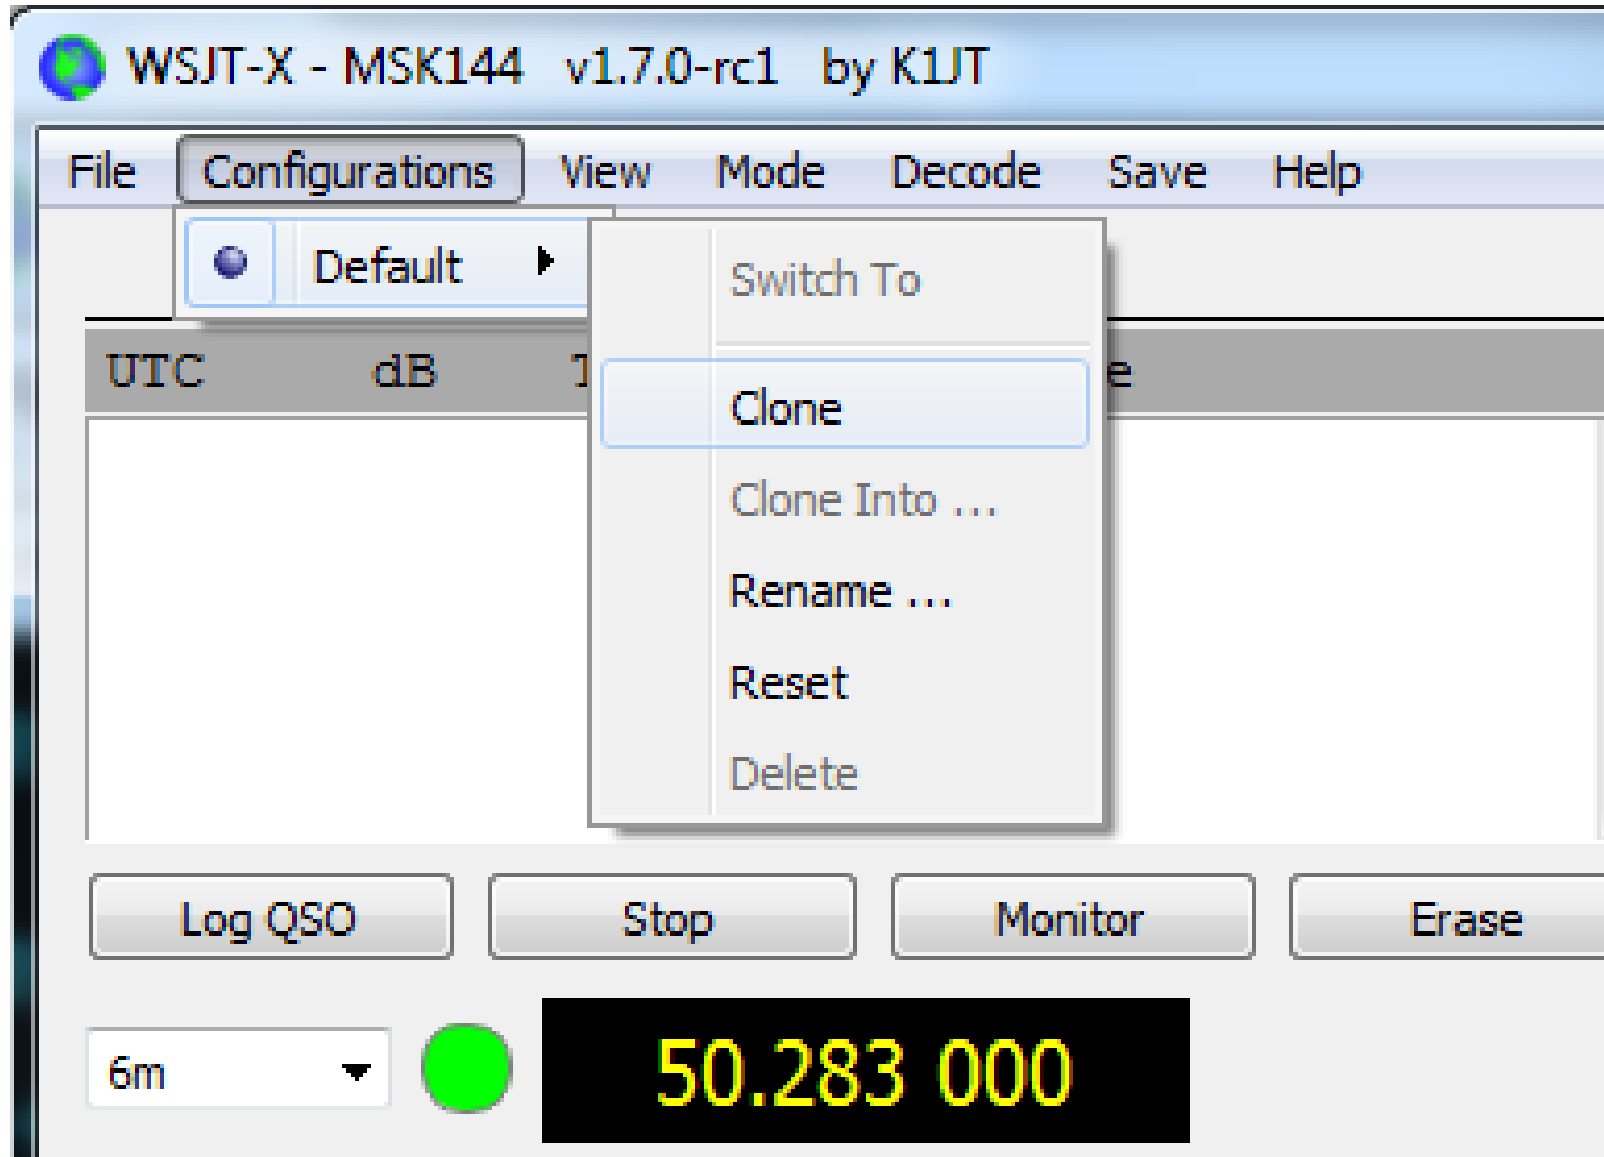 WSJT-X - MSK144 v1.7.0-rc1 by K1JT
File Configurations View Mode Decode Save Help
Default
Switch To
Clone
Clone Into ...
Rename ...
Reset
Delete
UTC dB
Log QSO Stop Monitor Erase
6m 50.283 000